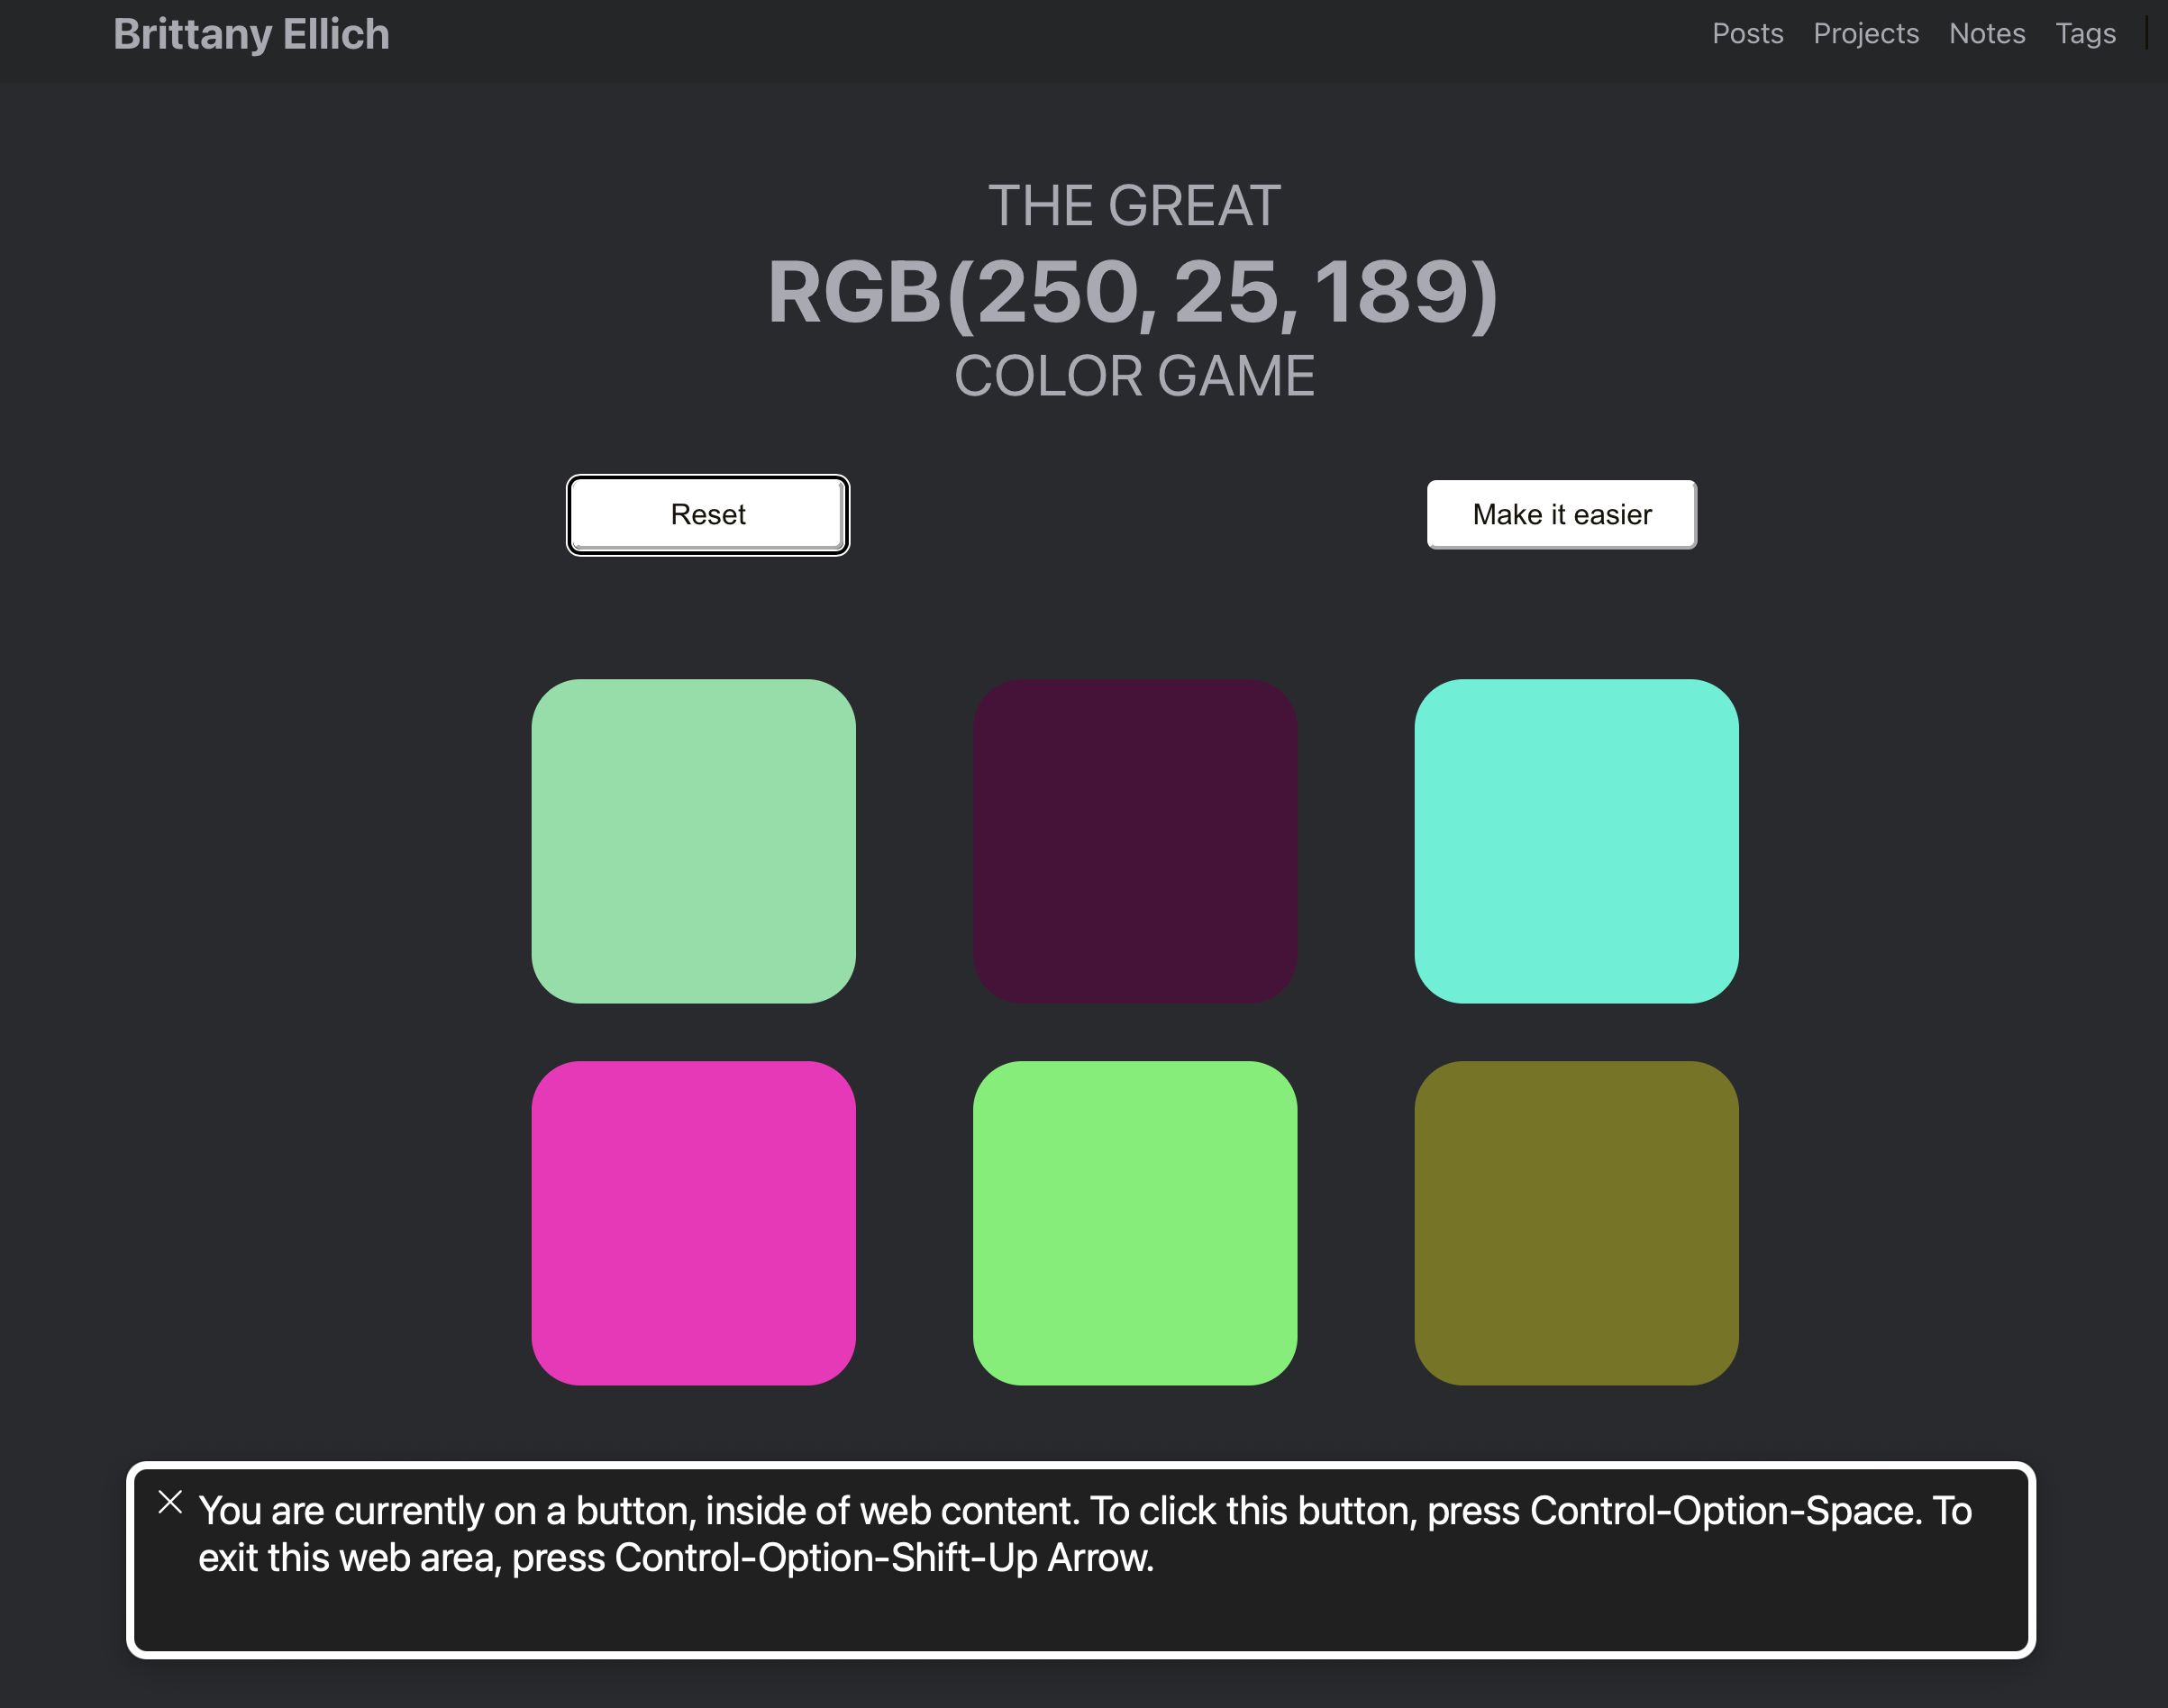 Brittany Ellich
Posts Projects Notes Tags
THE GREAT
RGB(250, 25, 189)
COLOR GAME
Reset
Make it easier
You are currently on a button, inside of web content. To click this button, press Control-Option-Space. To
exit this web area, press Control-Option-Shift-Up Arrow.